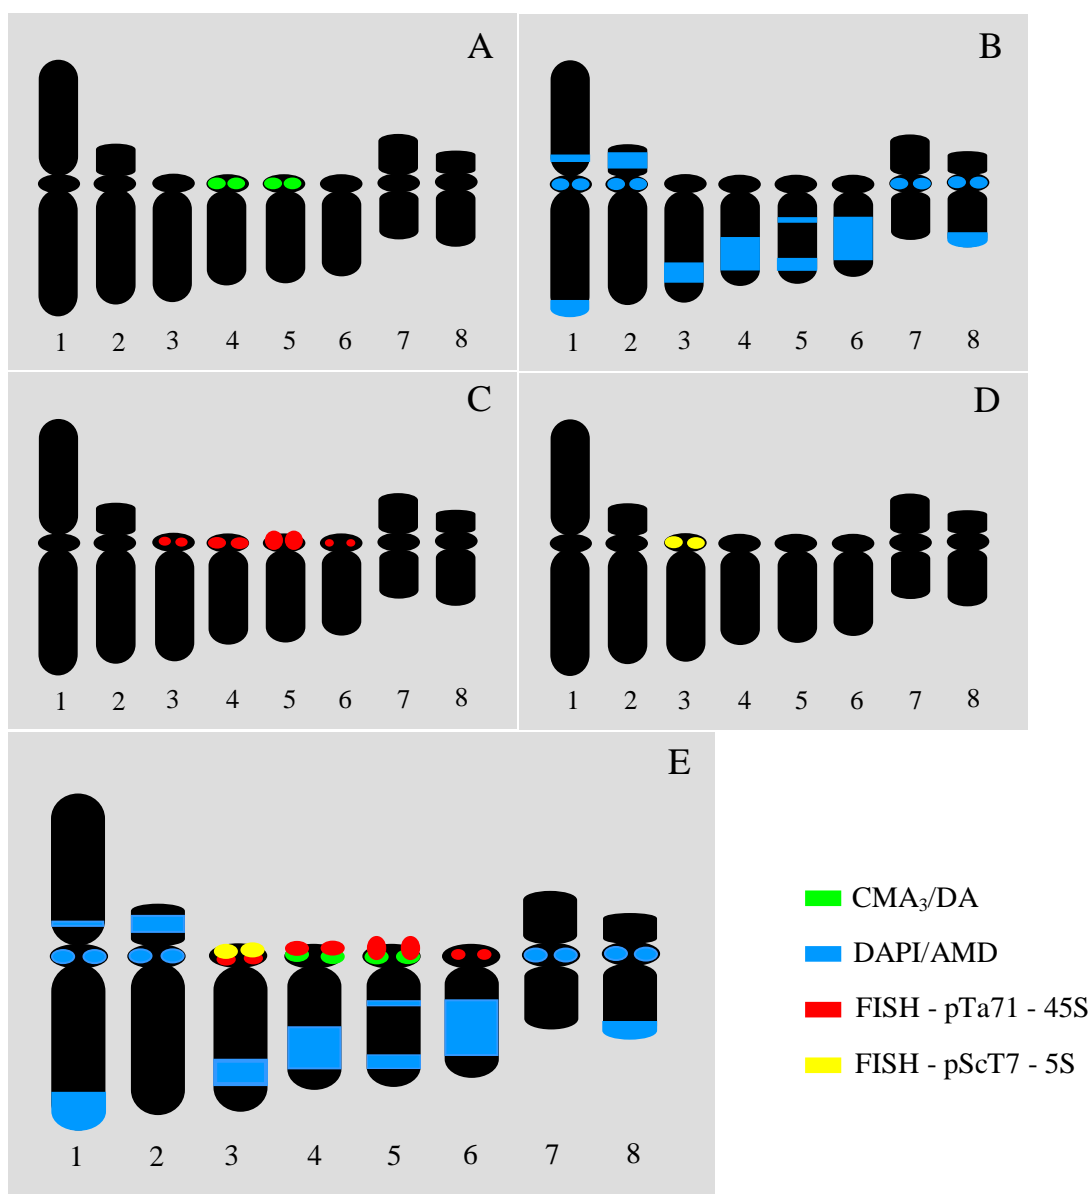 A
1 2 3 4 5 6 7 8
B
1 2 3 4 5 6 7 8
C
1 2 3 4 5 6 7 8
D
1 2 3 4 5 6 7 8
E
1 2 3 4 5 6 7 8
CMA₃/DA
DAPI/AMD
FISH - pTa71 - 45S
FISH - pScT7 - 5S